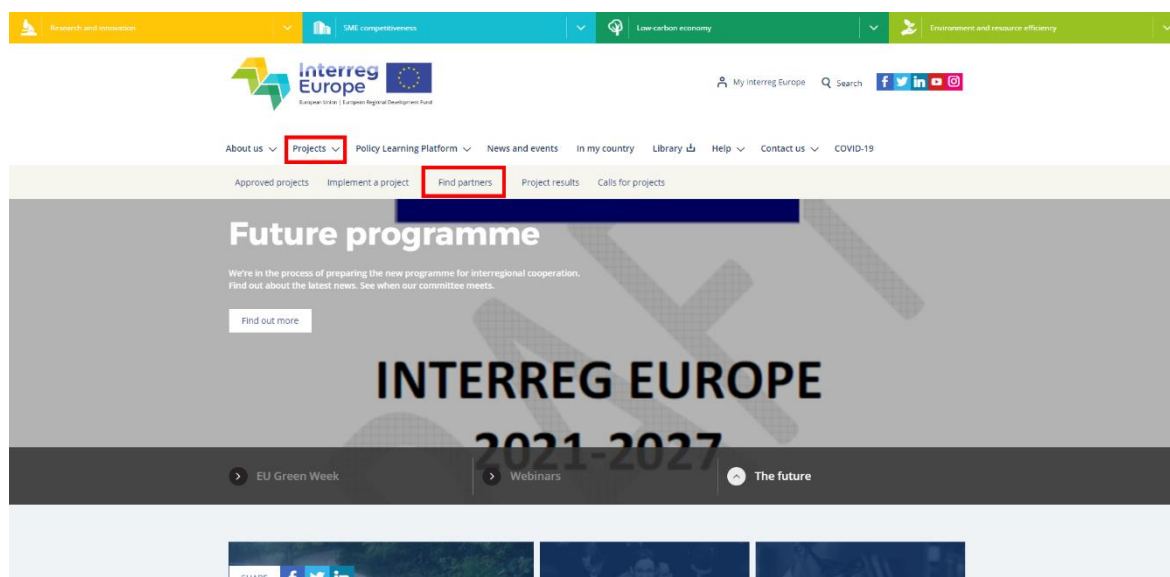 Research and innovation
SME competitiveness
Low-carbon economy
Environment and resource efficiency
Interreg
Europe
European Union | European Regional Development Fund
My Interreg Europe
Search
About us
Projects
Policy Learning Platform
News and events
In my country
Library
Help
Contact us
COVID-19
Approved projects
Implement a project
Find partners
Project results
Calls for projects
Future programme
We're in the process of preparing the new programme for interregional cooperation.
Find out about the latest news. See when our committee meets.
Find out more
INTERREG EUROPE
2021-2027
EU Green Week
Webinars
The future
SHARE